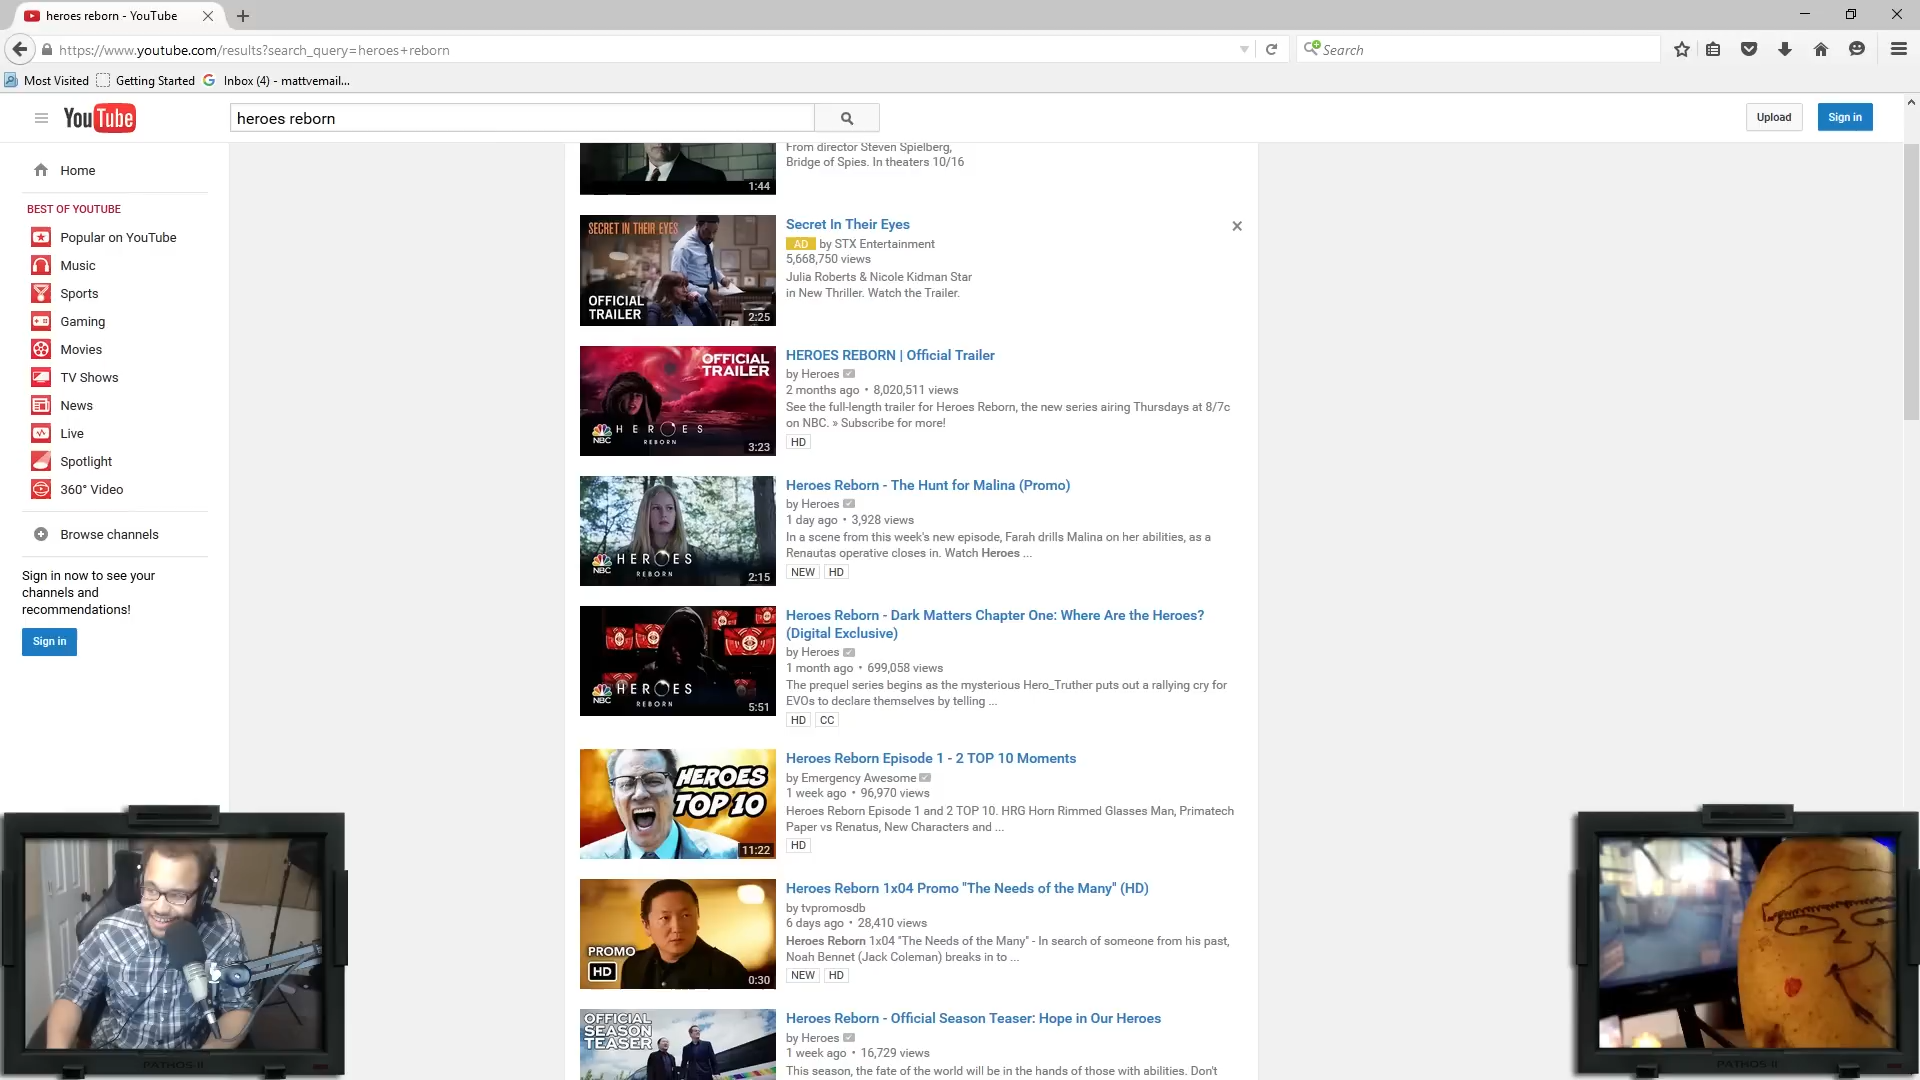 heroes reborn - YouTube
https://www.youtube.com/results?search_query=heroes+reborn
Search
Most Visited
Getting Started
Inbox (4) - mattvemail...
YouTube
heroes reborn
Upload
Sign in
Home
BEST OF YOUTUBE
Popular on YouTube
Music
Sports
Gaming
Movies
TV Shows
News
Live
Spotlight
360° Video
Browse channels
Sign in now to see your
channels and
recommendations!
Sign in
1:44
From director Steven Spielberg,
Bridge of Spies. In theaters 10/16
SECRET IN THEIR EYES
OFFICIAL
TRAILER
2:25
Secret In Their Eyes
AD by STX Entertainment
5,668,750 views
Julia Roberts & Nicole Kidman Star
in New Thriller. Watch the Trailer.
OFFICIAL
TRAILER
NBC
HEROES
REBORN
3:23
HEROES REBORN | Official Trailer
by Heroes
2 months ago • 8,020,511 views
See the full-length trailer for Heroes Reborn, the new series airing Thursdays at 8/7c
on NBC. » Subscribe for more!
HD
NBC
HEROES
REBORN
2:15
Heroes Reborn - The Hunt for Malina (Promo)
by Heroes
1 day ago • 3,928 views
In a scene from this week's new episode, Farah drills Malina on her abilities, as a
Renautas operative closes in. Watch Heroes ...
NEW HD
NBC
HEROES
REBORN
5:51
Heroes Reborn - Dark Matters Chapter One: Where Are the Heroes?
(Digital Exclusive)
by Heroes
1 month ago • 699,058 views
The prequel series begins as the mysterious Hero_Truther puts out a rallying cry for
EVOs to declare themselves by telling ...
HD CC
HEROES
TOP 10
11:22
Heroes Reborn Episode 1 - 2 TOP 10 Moments
by Emergency Awesome
1 week ago • 96,970 views
Heroes Reborn Episode 1 and 2 TOP 10. HRG Horn Rimmed Glasses Man, Primatech
Paper vs Renatus, New Characters and ...
HD
PROMO
HD
0:30
Heroes Reborn 1x04 Promo "The Needs of the Many" (HD)
by tvpromosdb
6 days ago • 28,410 views
Heroes Reborn 1x04 "The Needs of the Many" - In search of someone from his past,
Noah Bennet (Jack Coleman) breaks in to ...
NEW HD
OFFICIAL
SEASON
TEASER
Heroes Reborn - Official Season Teaser: Hope in Our Heroes
by Heroes
1 week ago • 16,729 views
This season, the fate of the world will be in the hands of those with abilities. Don't
PATHOS-II
PATHOS-II